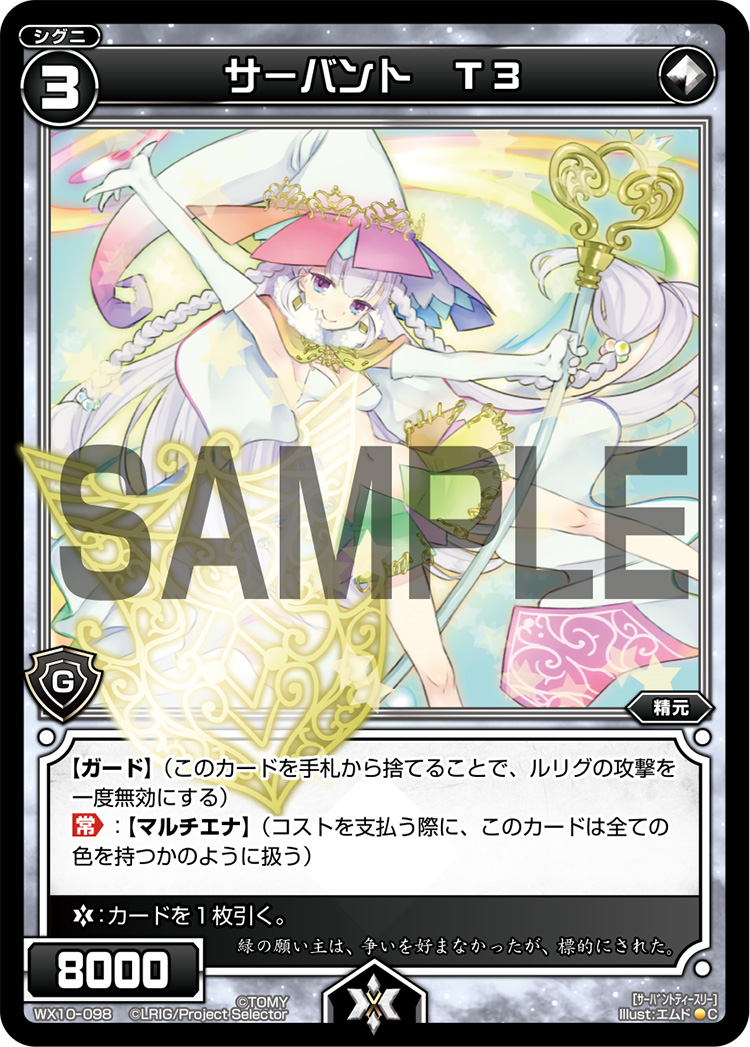 シグニ
3
サーバント　T3
SAMPLE
G
精元
【ガード】（このカードを手札から捨てることで、ルリグの攻撃を
一度無効にする）
常：【マルチエナ】（コストを支払う際に、このカードは全ての
色を持つかのように扱う）
：カードを１枚引く。
緑の願い主は、争いを好まなかったが、標的にされた。
8000
©TOMY
[サーバントティースリー]
WX10-098 ©LRIG/Project Selector
Illust:エムド C